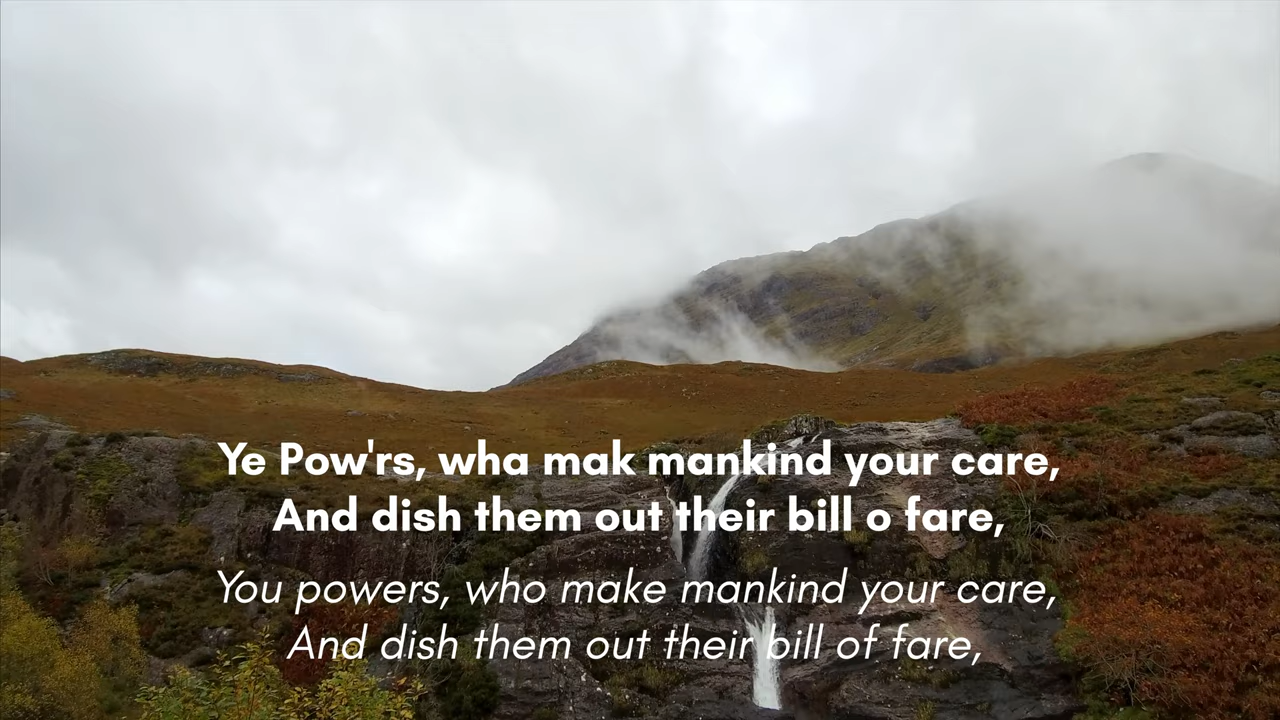 Ye Pow'rs, wha mak mankind your care,
And dish them out their bill o fare,
You powers, who make mankind your care,
And dish them out their bill of fare,